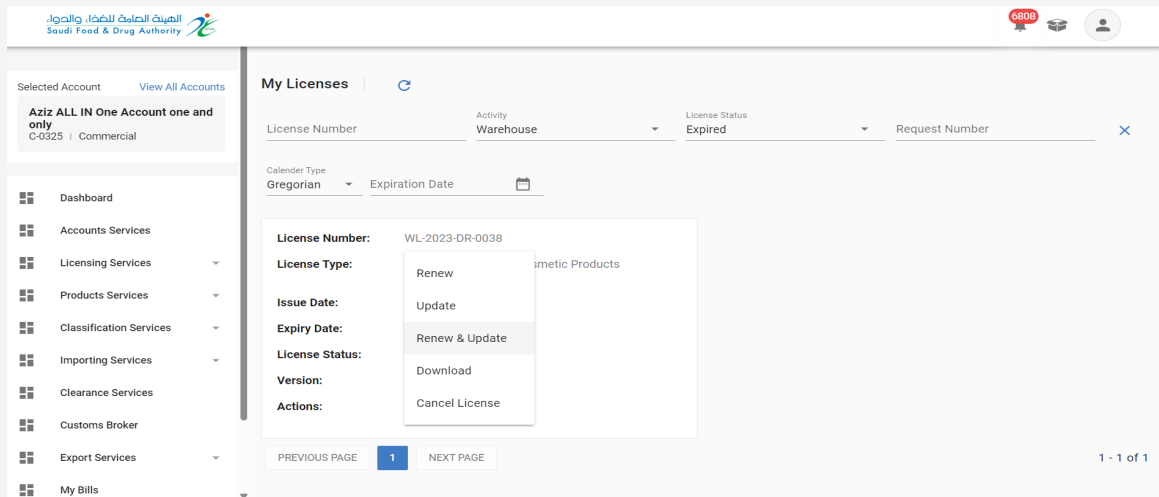 الهيئة العامة للغذاء والدواء
Saudi Food & Drug Authority
6808
Selected Account
View All Accounts
Aziz ALL IN One Account one and
only
C-0325 | Commercial
Dashboard
Accounts Services
Licensing Services
Products Services
Classification Services
Importing Services
Clearance Services
Customs Broker
Export Services
My Bills
My Licenses
License Number
Activity
Warehouse
License Status
Expired
Request Number
Calender Type
Gregorian
Expiration Date
License Number: WL-2023-DR-0038
License Type: smetic Products
Issue Date:
Expiry Date:
License Status:
Version:
Actions:
Renew
Update
Renew & Update
Download
Cancel License
PREVIOUS PAGE 1 NEXT PAGE
1 - 1 of 1